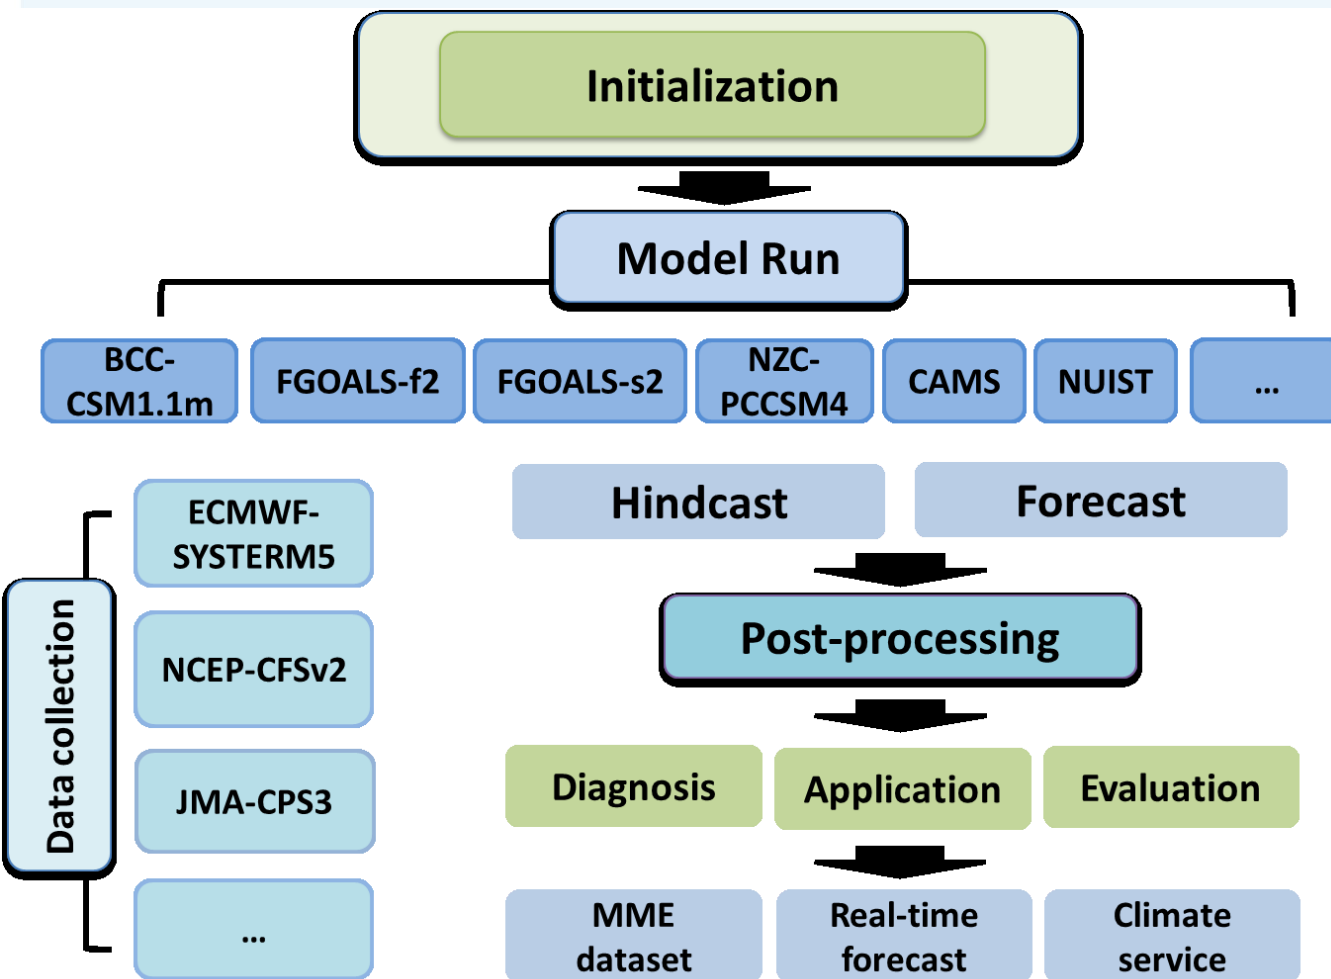 Initialization
Model Run
BCC-
CSM1.1m
FGOALS-f2
FGOALS-s2
NZC-
PCCSM4
CAMS
NUIST
...
Data collection
ECMWF-
SYSTERM5
NCEP-CFSv2
JMA-CPS3
...
Hindcast
Forecast
Post-processing
Diagnosis
Application
Evaluation
MME
dataset
Real-time
forecast
Climate
service